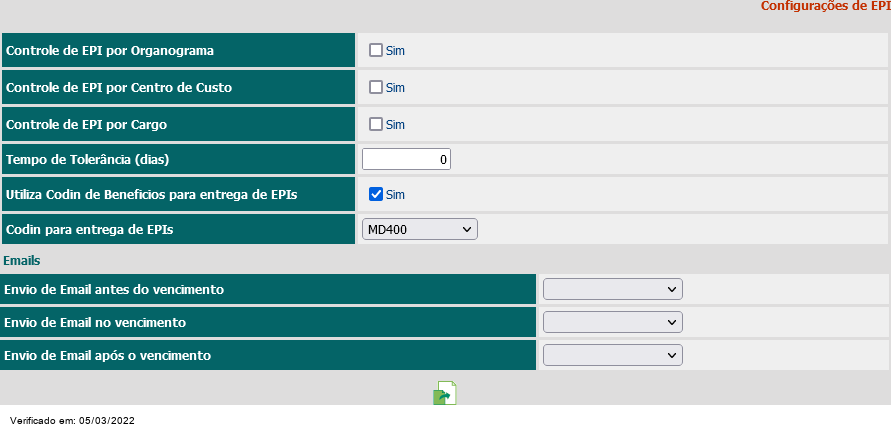 Configurações de EPI
Controle de EPI por Organograma Sim
Controle de EPI por Centro de Custo Sim
Controle de EPI por Cargo Sim
Tempo de Tolerância (dias) 0
Utiliza Codin de Beneficios para entrega de EPIs Sim
Codin para entrega de EPIs MD400
Emails
Envio de Email antes do vencimento
Envio de Email no vencimento
Envio de Email após o vencimento
Verificado em: 05/03/2022